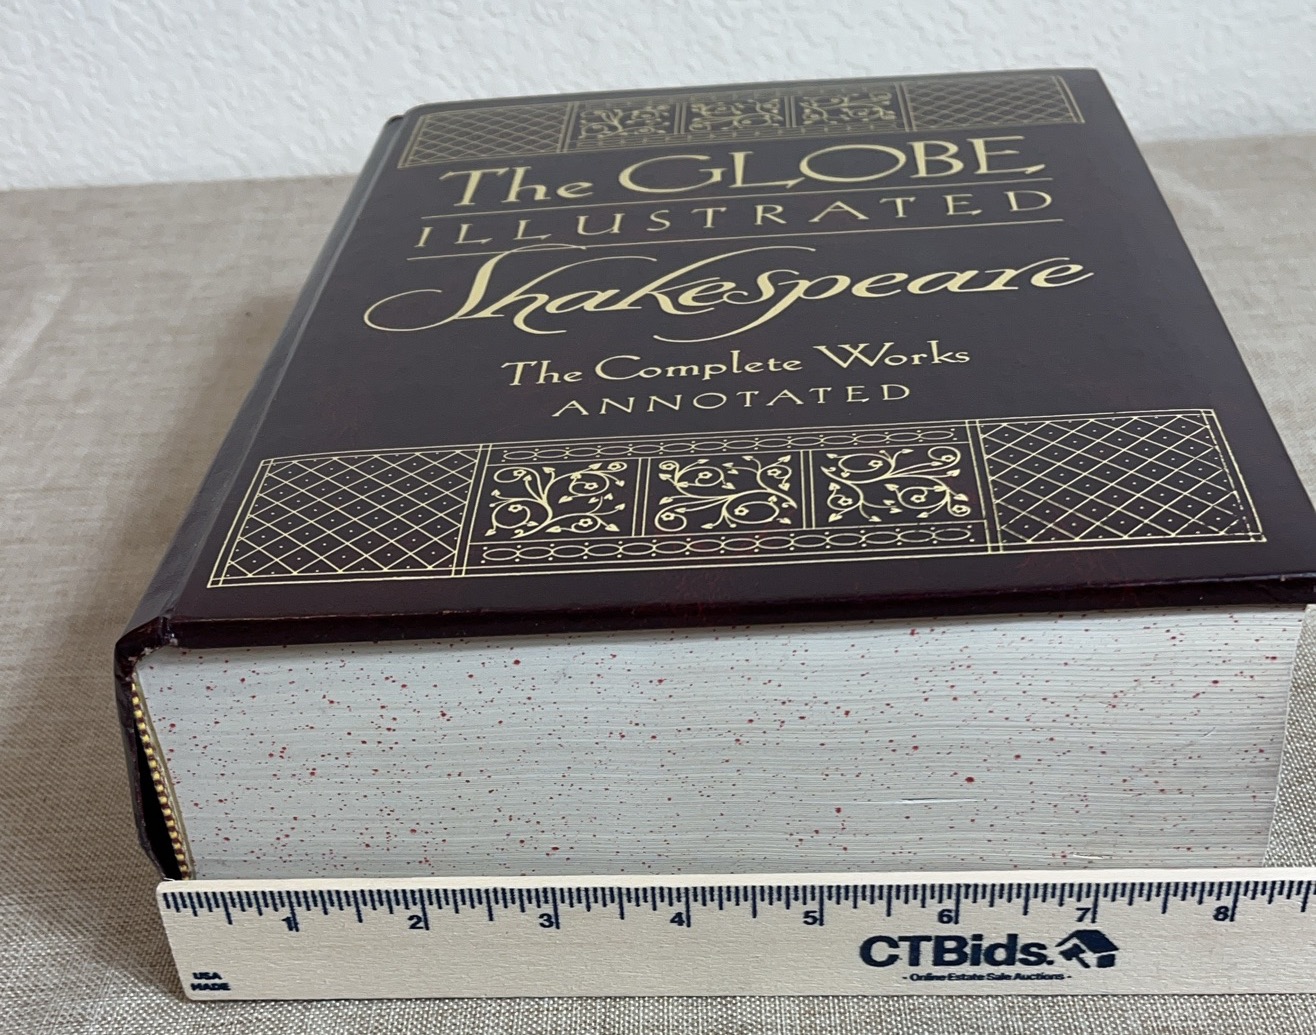 The GLOBE
ILLUSTRATED
Shakespeare
The Complete Works
ANNOTATED
1 2 3 4 5 6 7 8
CTBids.
- Online Estate Sale Auctions -
USA
MADE